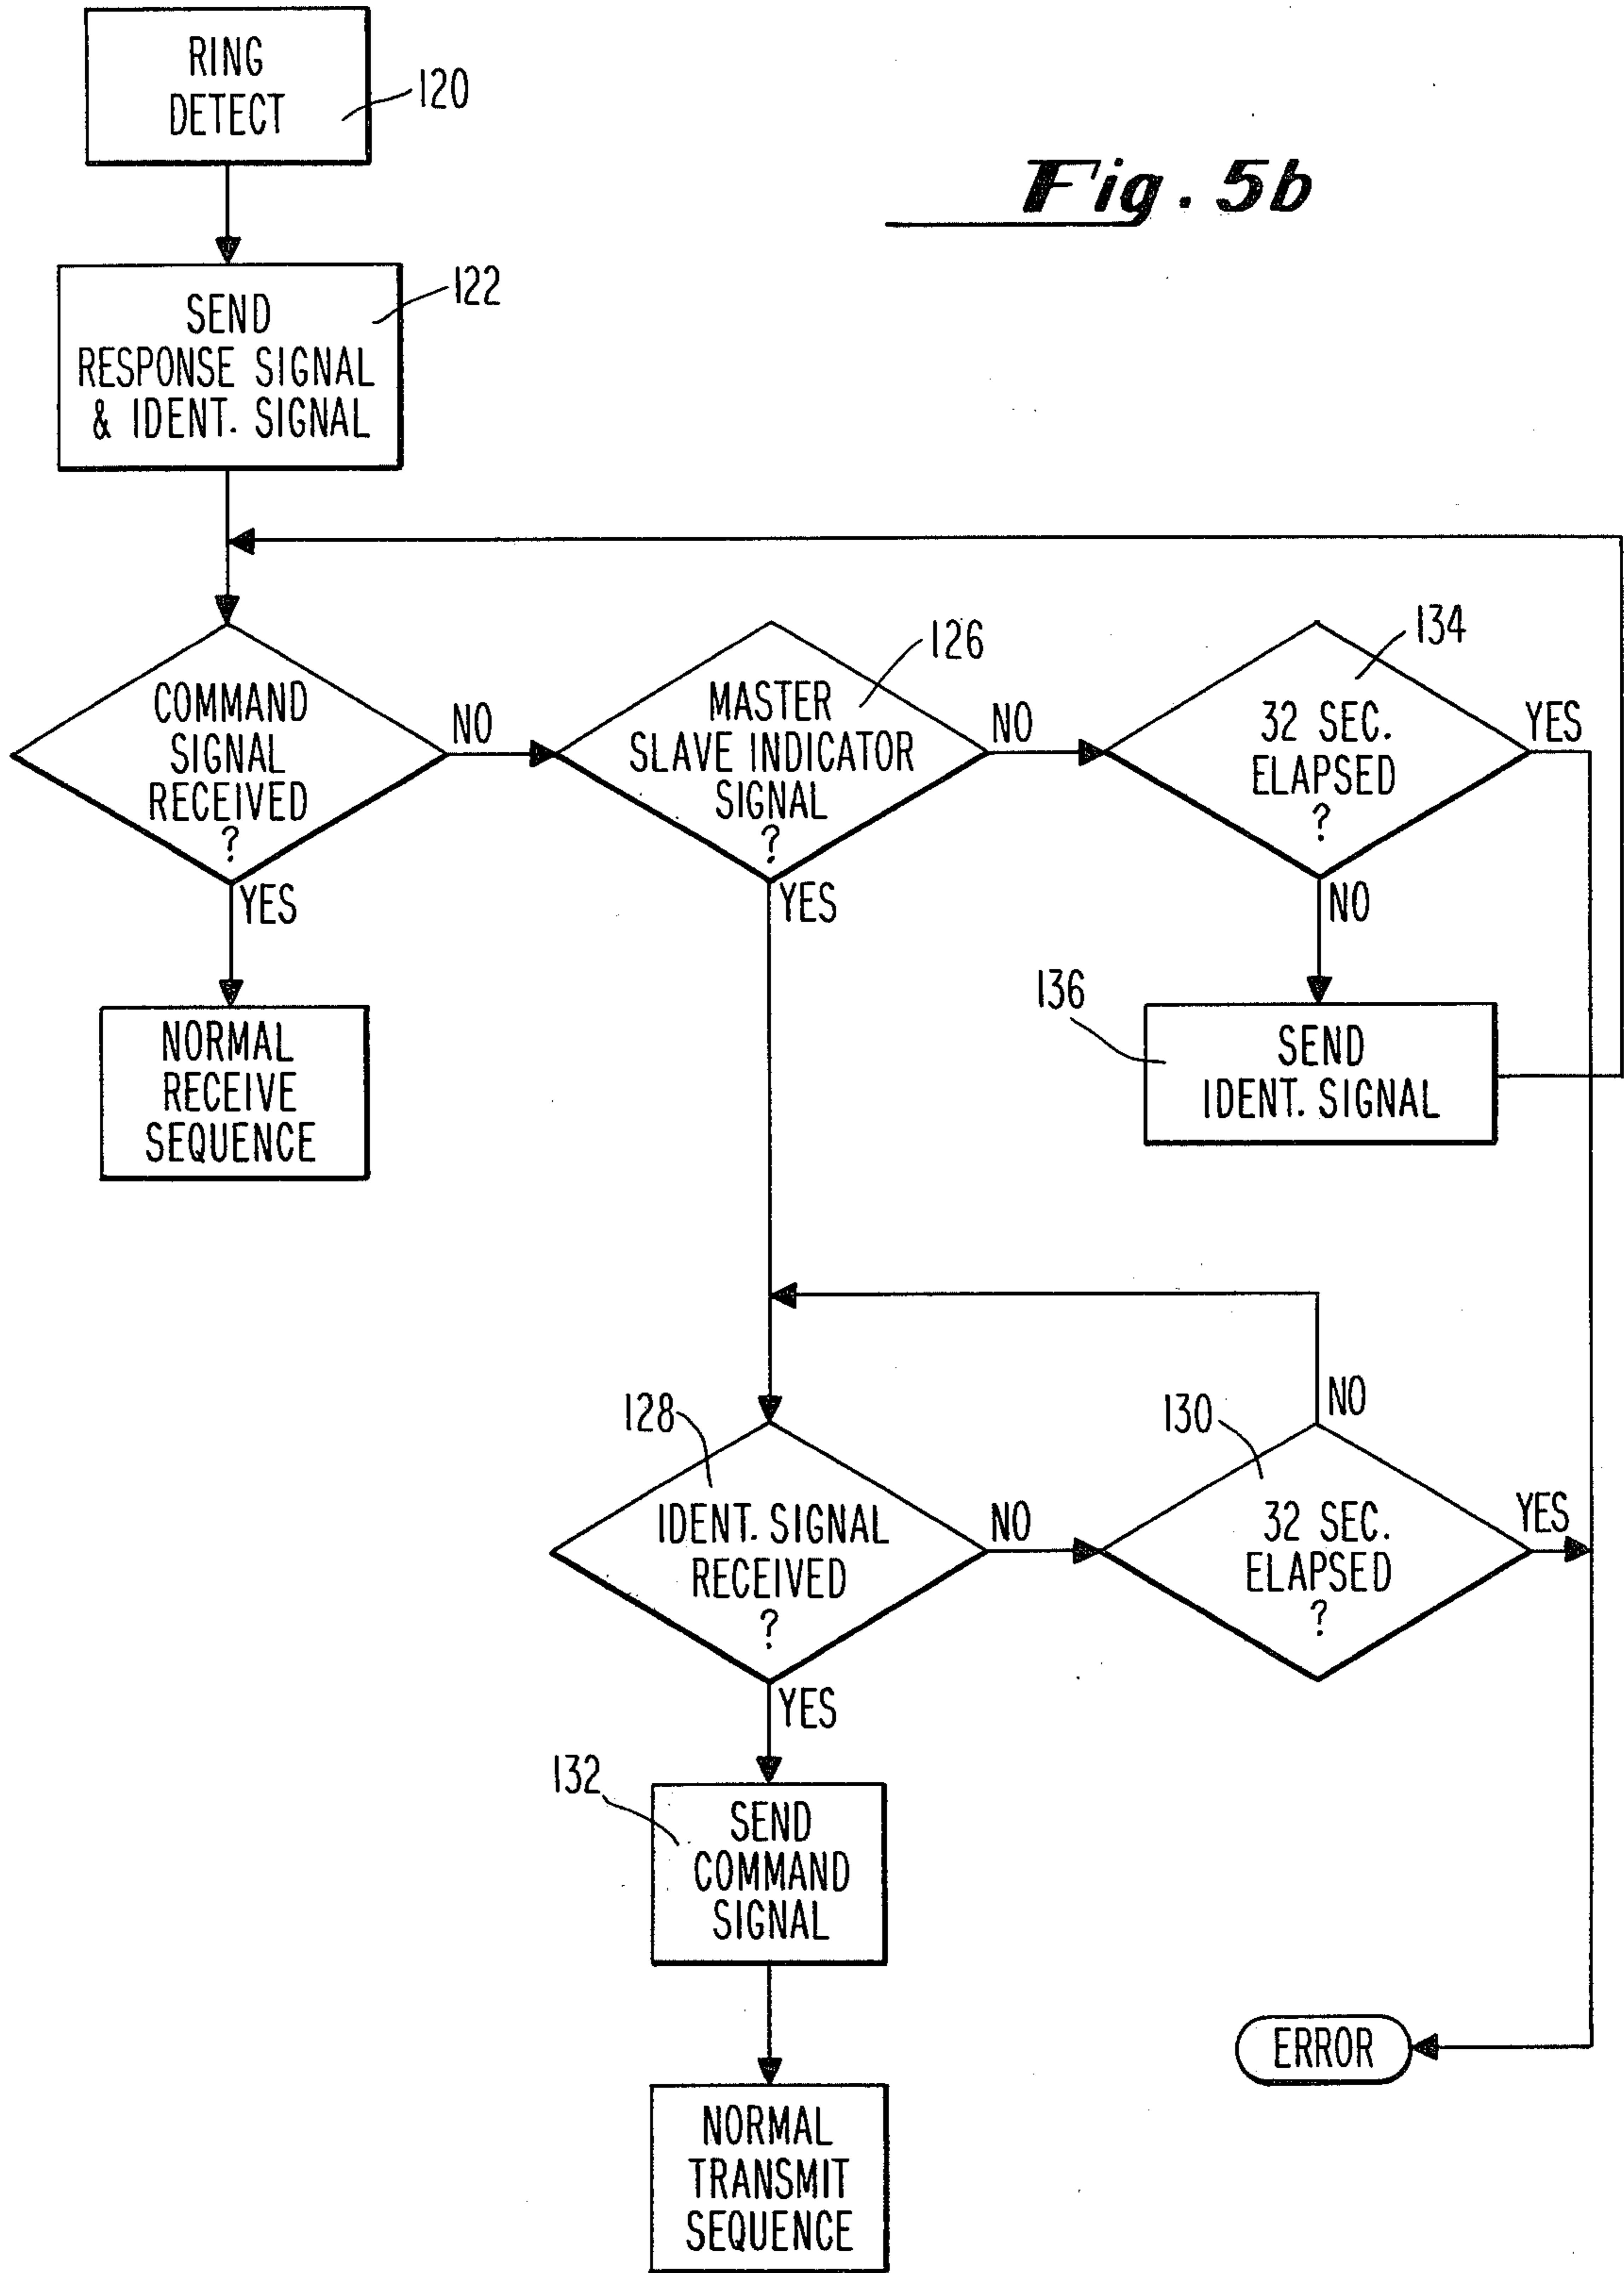 RING
DETECT
120
Fig. 5b
SEND
RESPONSE SIGNAL
& IDENT. SIGNAL
122
COMMAND
SIGNAL
RECEIVED
?
NO
YES
MASTER
SLAVE INDICATOR
SIGNAL
?
126
NO
YES
32 SEC.
ELAPSED
?
134
YES
NO
NORMAL
RECEIVE
SEQUENCE
136
SEND
IDENT. SIGNAL
128
IDENT. SIGNAL
RECEIVED
?
NO
YES
130
32 SEC.
ELAPSED
?
NO
YES
132
SEND
COMMAND
SIGNAL
ERROR
NORMAL
TRANSMIT
SEQUENCE